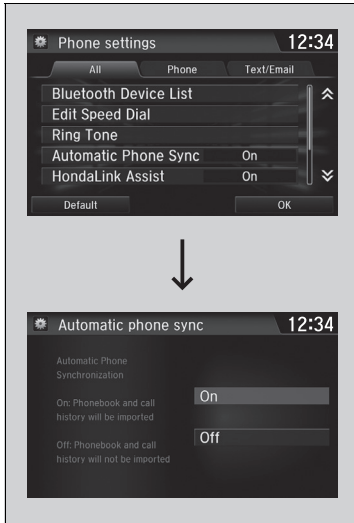 Phone settings 12:34
All Phone Text/Email
Bluetooth Device List
Edit Speed Dial
Ring Tone
Automatic Phone Sync On
HondaLink Assist On
Default OK
Automatic phone sync 12:34
Automatic Phone
Synchronization
On: Phonebook and call
history will be imported
On
Off: Phonebook and call
history will not be imported
Off